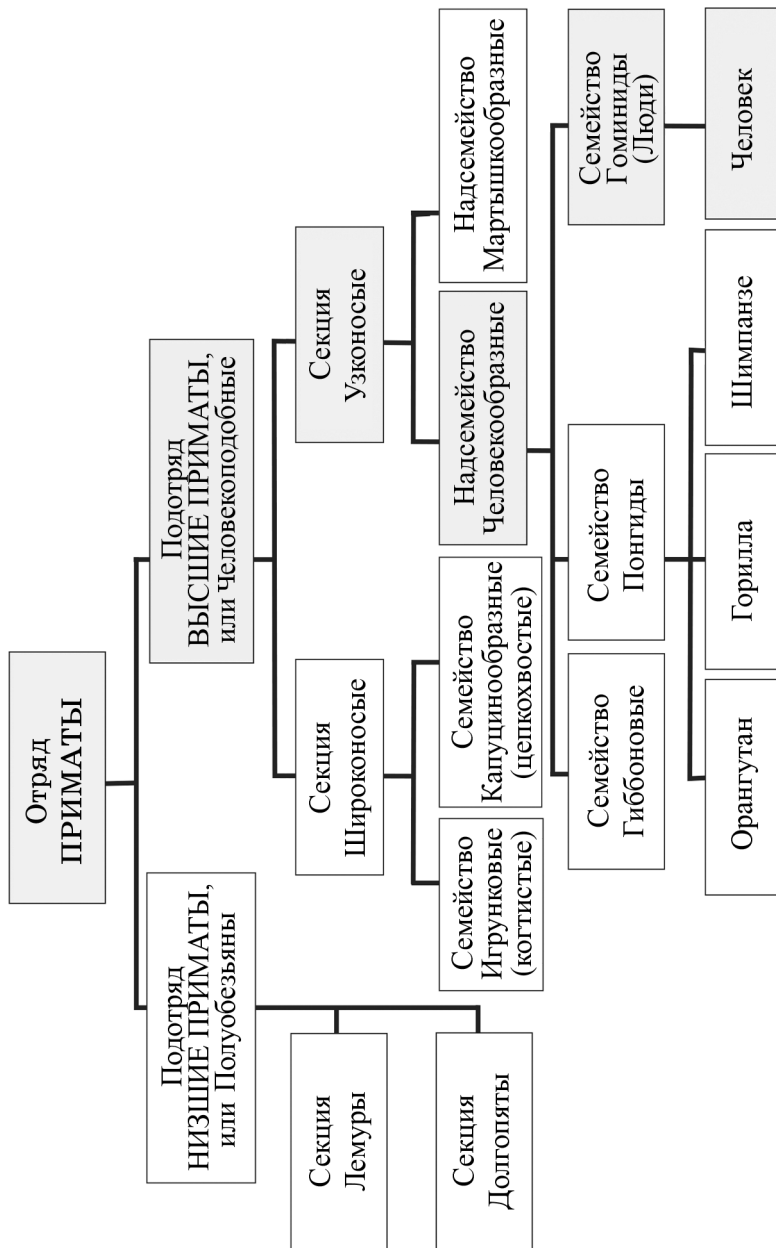 Отряд
ПРИМАТЫ
Подотряд
НИЗШИЕ ПРИМАТЫ,
или Полуобезьяны
Подотряд
ВЫСШИЕ ПРИМАТЫ,
или Человекоподобные
Секция
Лемуры
Секция
Широконосые
Секция
Узконосые
Секция
Долгопяты
Семейство
Игрунковые
(когтистые)
Семейство
Капуцинообразные
(цепкохвостые)
Надсемейство
Человекообразные
Надсемейство
Мартышкообразные
Семейство
Гиббоновые
Семейство
Понгиды
Семейство
Гоминиды
(Люди)
Орангутан
Горилла
Шимпанзе
Человек